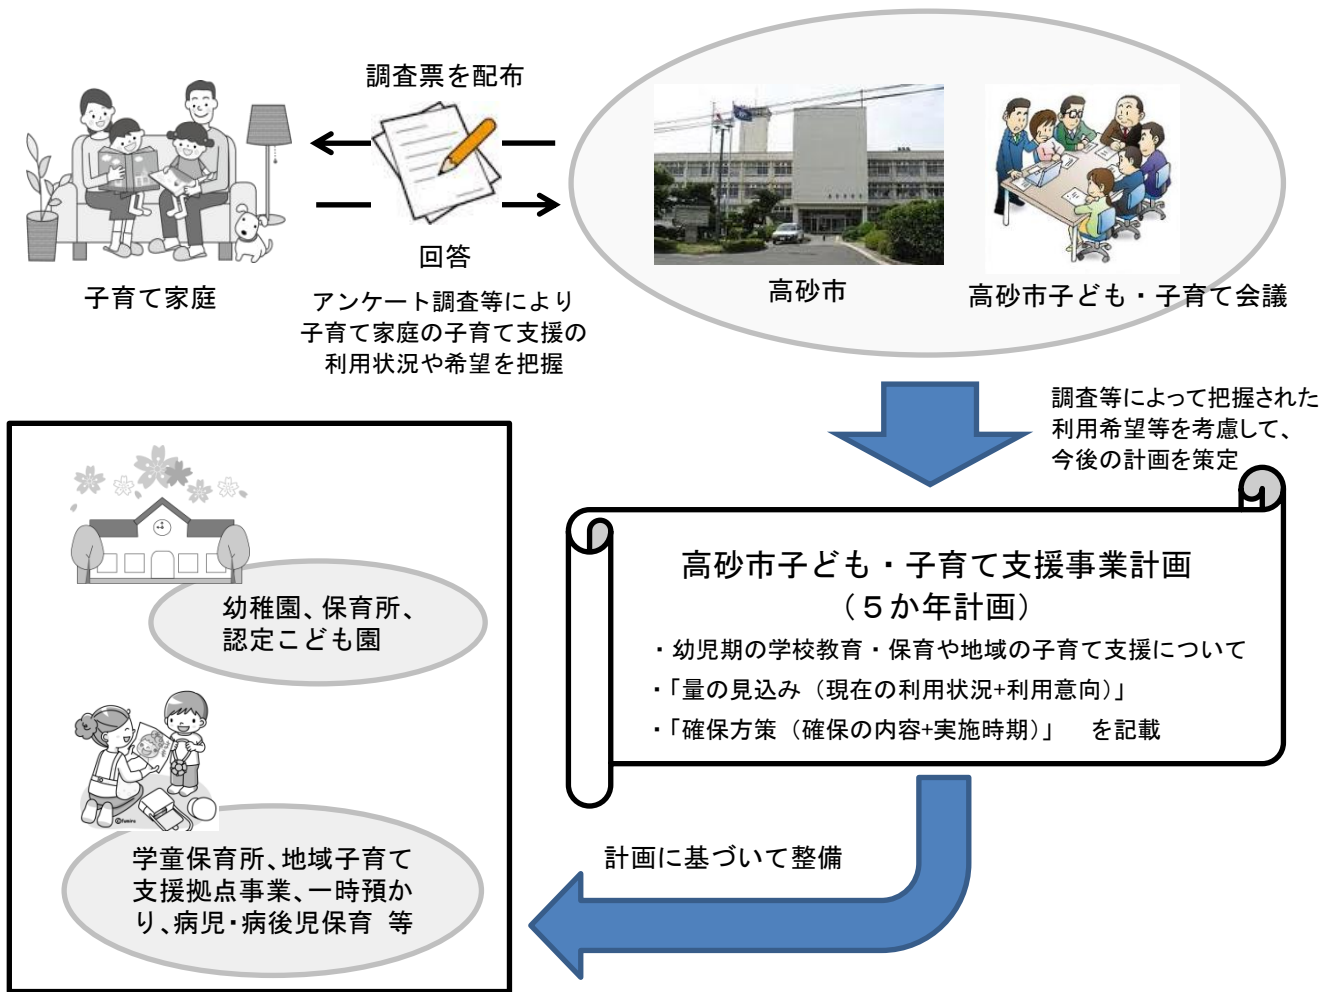 調査票を配布
回答
子育て家庭
アンケート調査等により
子育て家庭の子育て支援の
利用状況や希望を把握
高砂市
高砂市子ども・子育て会議
調査等によって把握された
利用希望等を考慮して、
今後の計画を策定
高砂市子ども・子育て支援事業計画
（５か年計画）
・幼児期の学校教育・保育や地域の子育て支援について
・「量の見込み（現在の利用状況+利用意向）」
・「確保方策（確保の内容+実施時期）」　を記載
計画に基づいて整備
幼稚園、保育所、
認定こども園
学童保育所、地域子育て
支援拠点事業、一時預か
り、病児・病後児保育 等